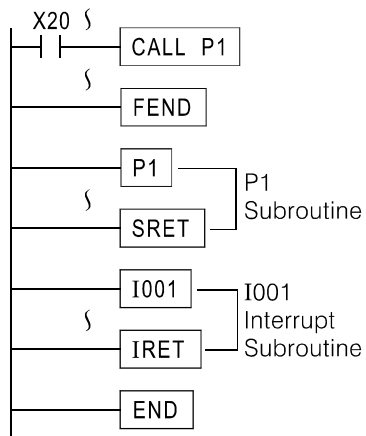 X20
CALL P1
FEND
P1
P1
Subroutine
SRET
I001
I001
Interrupt
Subroutine
IRET
END